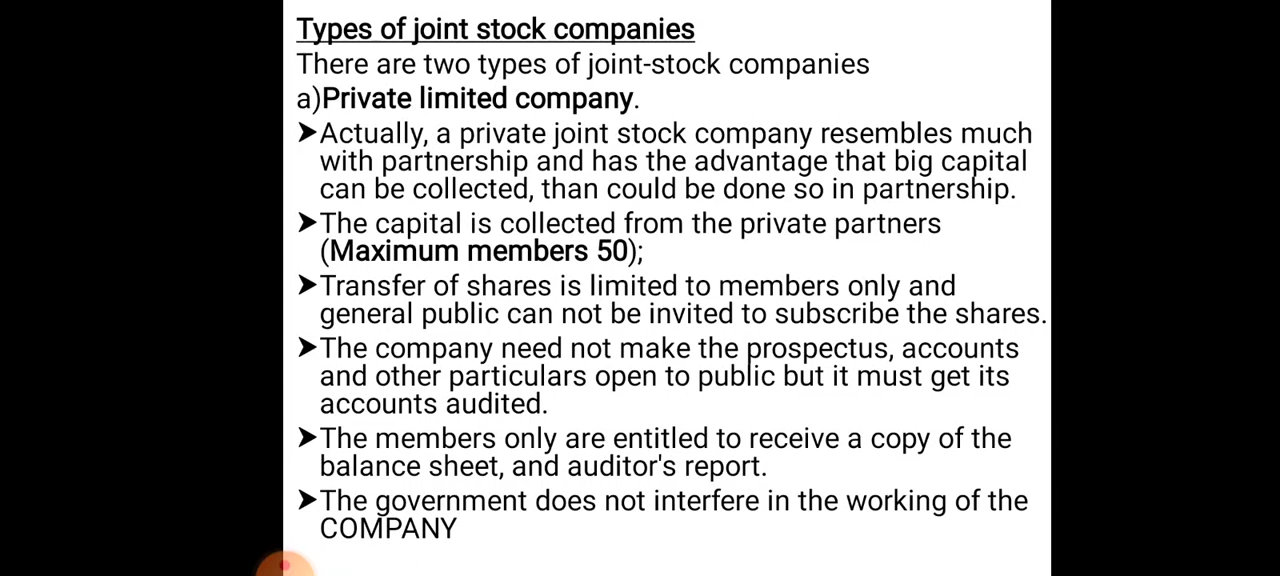 Types of joint stock companies
There are two types of joint-stock companies
a)Private limited company.
➤Actually, a private joint stock company resembles much
with partnership and has the advantage that big capital
can be collected, than could be done so in partnership.
➤The capital is collected from the private partners
(Maximum members 50);
➤Transfer of shares is limited to members only and
general public can not be invited to subscribe the shares.
➤The company need not make the prospectus, accounts
and other particulars open to public but it must get its
accounts audited.
➤The members only are entitled to receive a copy of the
balance sheet, and auditor's report.
➤The government does not interfere in the working of the
COMPANY